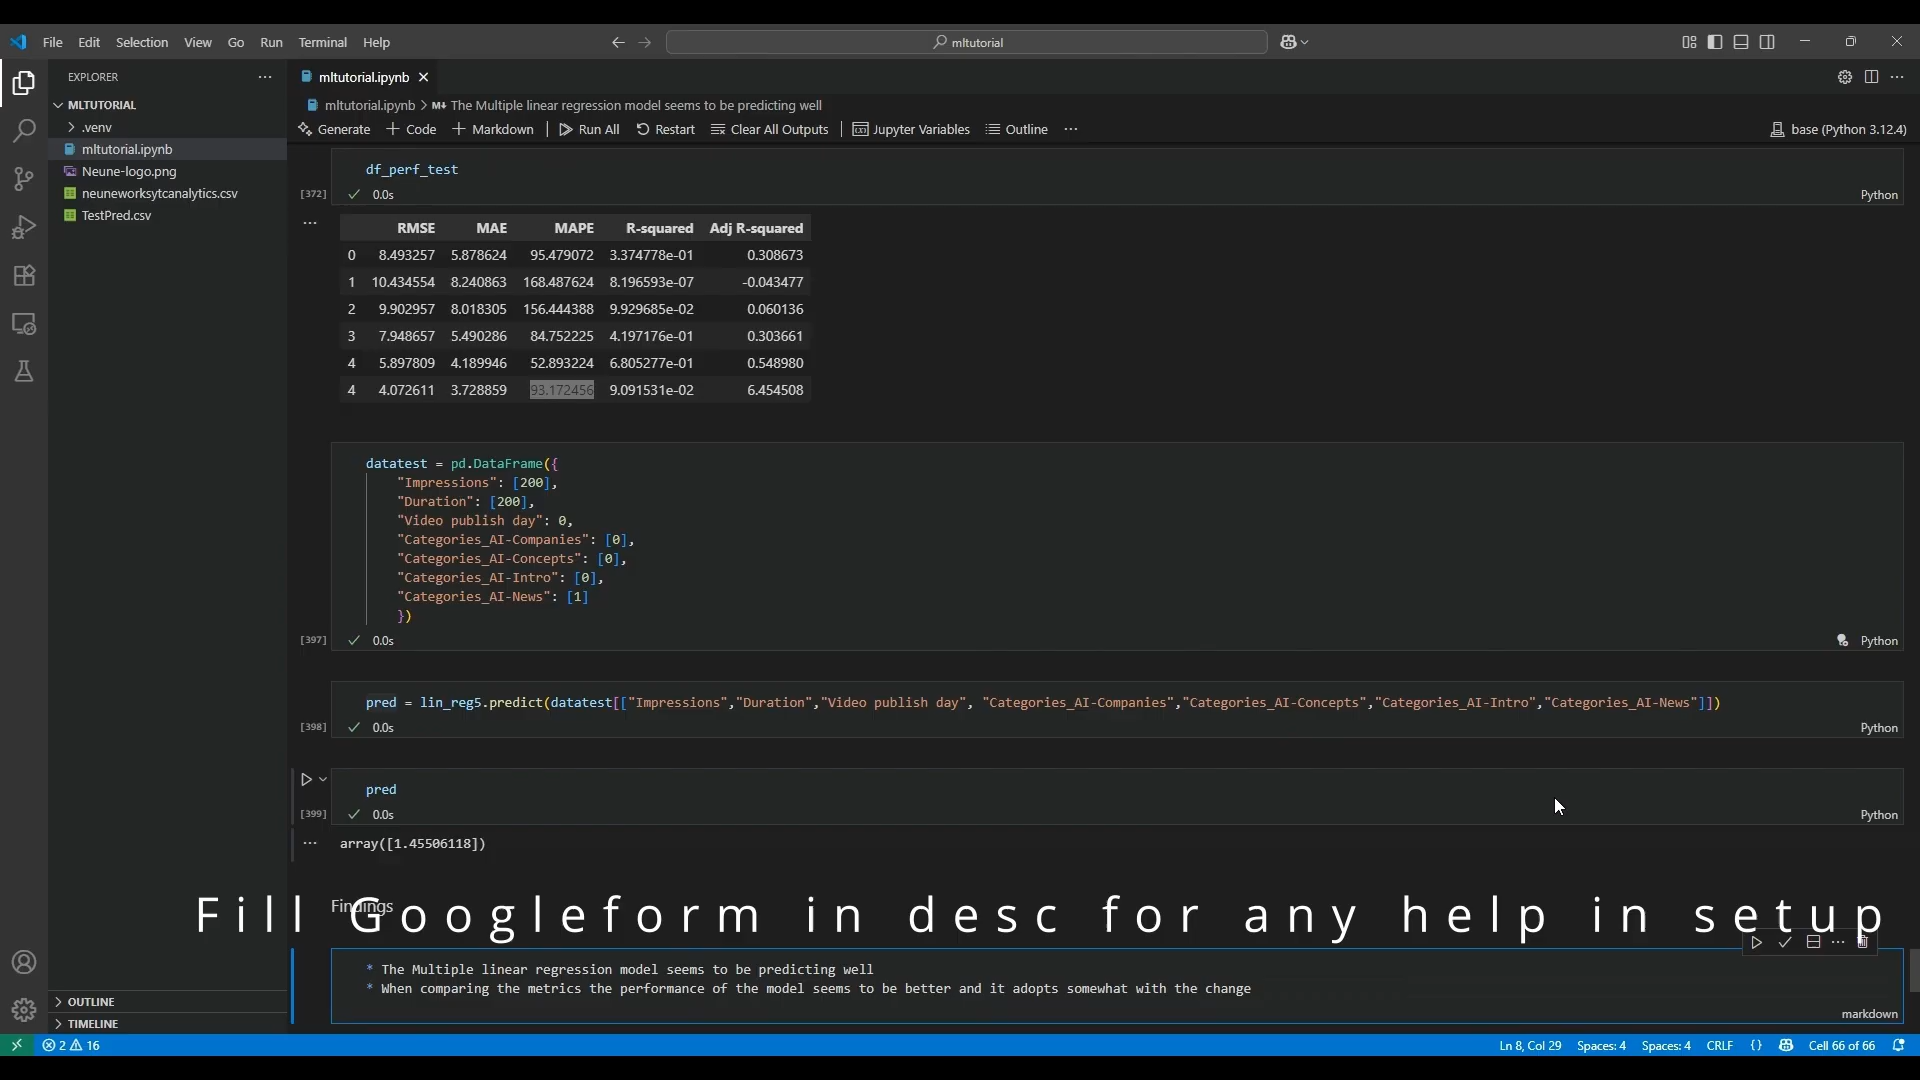 File Edit Selection View Go Run Terminal Help
mltutorial
EXPLORER
MLTUTORIAL
.venv
mltutorial.ipynb
Neune-logo.png
neuneworksytcanalytics.csv
TestPred.csv
OUTLINE
TIMELINE
mltutorial.ipynb
mltutorial.ipynb > M↓ The Multiple linear regression model seems to be predicting well
Generate + Code + Markdown Run All Restart Clear All Outputs Jupyter Variables Outline ...
base (Python 3.12.4)
df_perf_test
[372] 0.0s
Python
RMSE MAE MAPE R-squared Adj R-squared
0 8.493257 5.878624 95.479072 3.374778e-01 0.308673
1 10.434554 8.240863 168.487624 8.196593e-07 -0.043477
2 9.902957 8.018305 156.444388 9.929685e-02 0.060136
3 7.948657 5.490286 84.752225 4.197176e-01 0.303661
4 5.897809 4.189946 52.893224 6.805277e-01 0.548980
4 4.072611 3.728859 93.172456 9.091531e-02 6.454508
datatest = pd.DataFrame({
"Impressions": [200],
"Duration": [200],
"Video publish day": 0,
"Categories_AI-Companies": [0],
"Categories_AI-Concepts": [0],
"Categories_AI-Intro": [0],
"Categories_AI-News": [1]
})
[397] 0.0s
Python
pred = lin_reg5.predict(datatest[["Impressions","Duration","Video publish day", "Categories_AI-Companies","Categories_AI-Concepts","Categories_AI-Intro","Categories_AI-News"]])
[398] 0.0s
Python
pred
[399] 0.0s
Python
array([1.45506118])
Findings
Fill Googleform in desc for any help in setup
* The Multiple linear regression model seems to be predicting well
* When comparing the metrics the performance of the model seems to be better and it adopts somewhat with the change
markdown
2 16
Ln 8, Col 29 Spaces: 4 Spaces: 4 CRLF {} Cell 66 of 66